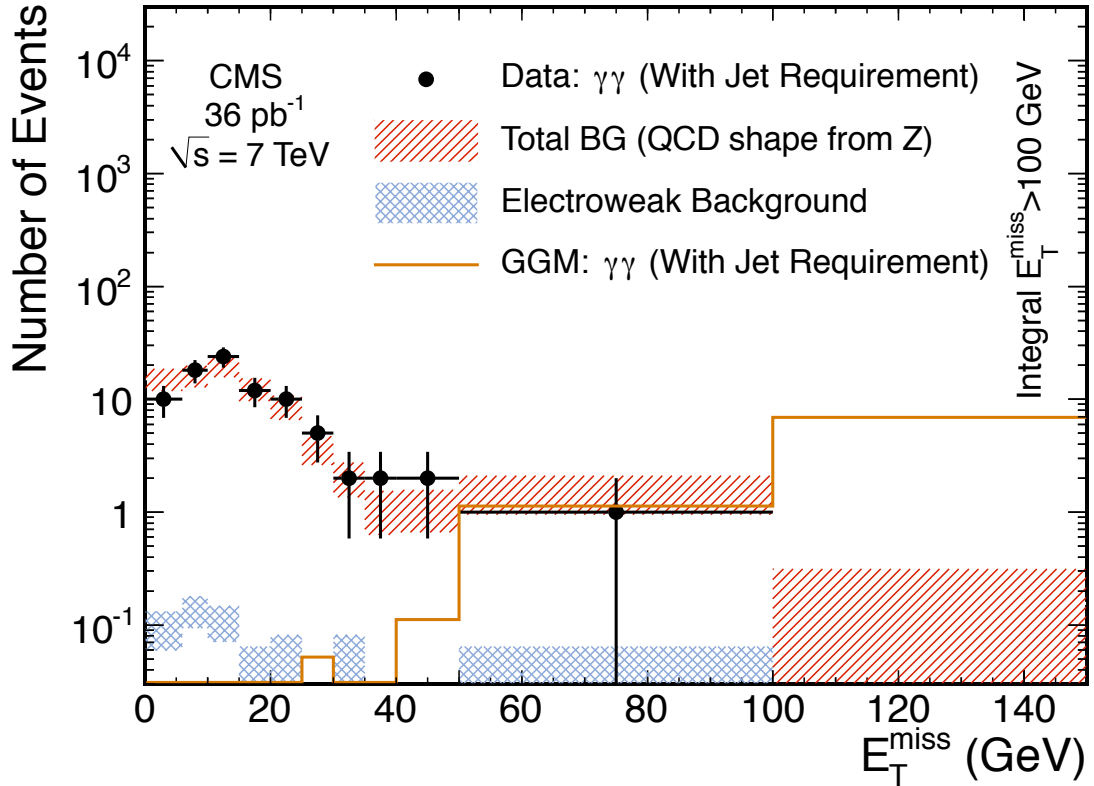 Number of Events
10⁴
10³
10²
10
1
10⁻¹
CMS
36 pb⁻¹
√s = 7 TeV
Data: γγ (With Jet Requirement)
Total BG (QCD shape from Z)
Electroweak Background
GGM: γγ (With Jet Requirement)
Integral E_T^miss>100 GeV
0 20 40 60 80 100 120 140
E_T^miss (GeV)